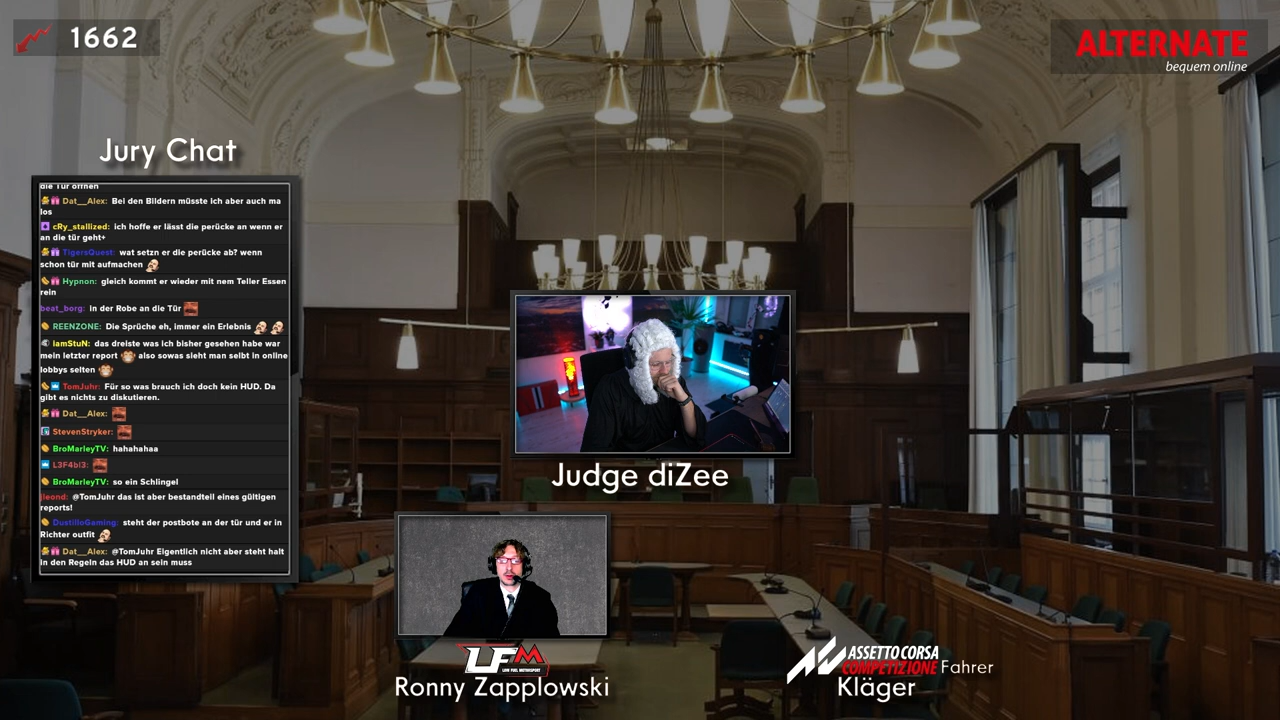 1662
ALTERNATE
bequem online
Jury Chat
die Tür öffnen
Dat__Alex: Bei den Bildern müsste ich aber auch ma
los
cRy_stallized: ich hoffe er lässt die perücke an wenn er
an die tür geht+
TigersQuest: wat setzn er die perücke ab? wenn
schon tür mit aufmachen
Hypnon: gleich kommt er wieder mit nem Teller Essen
rein
beat_borg: in der Robe an die Tür
REENZONE: Die Sprüche eh, immer ein Erlebnis
IamStuN: das dreiste was ich bisher gesehen habe war
mein letzter report also sowas sieht man selbt in online
lobbys selten
TomJuhr: Für so was brauch ich doch kein HUD. Da
gibt es nichts zu diskutieren.
Dat__Alex:
StevenStryker:
BroMarleyTV: hahahahaa
L3F4bi3:
BroMarleyTV: so ein Schlingel
jleond: @TomJuhr das ist aber bestandteil eines gültigen
reports!
DustilloGaming: steht der postbote an der tür und er in
Richter outfit
Dat__Alex: @TomJuhr Eigentlich nicht aber steht halt
in den Regeln das HUD an sein muss
Judge diZee
LFM
LOW FUEL MOTORSPORT
Ronny Zapplowski
ASSETTO CORSA
COMPETIZIONE Fahrer
Kläger